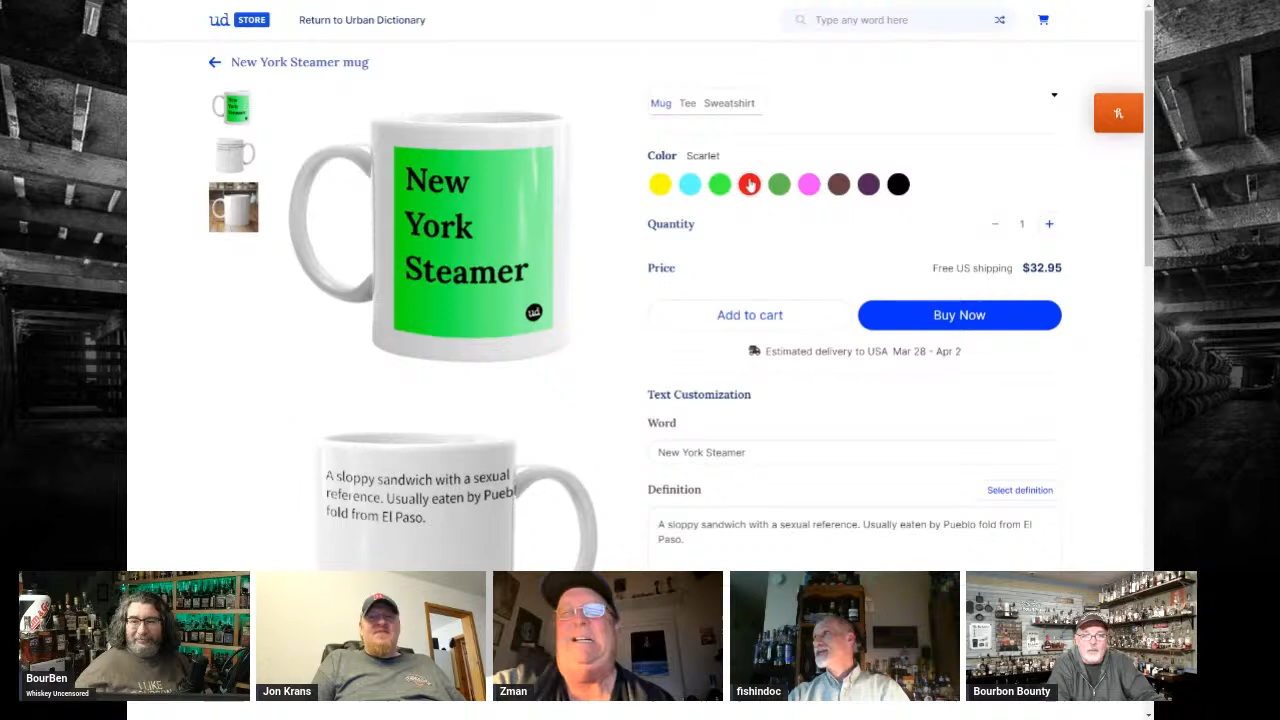 ud STORE
Return to Urban Dictionary
Type any word here
New York Steamer mug
Mug Tee Sweatshirt
Color Scarlet
Quantity
1
Price
Free US shipping $32.95
Add to cart
Buy Now
Estimated delivery to USA Mar 28 - Apr 2
Text Customization
Word
New York Steamer
Definition
Select definition
A sloppy sandwich with a sexual reference. Usually eaten by Pueblo fold from El
Paso.
New
York
Steamer
ud
A sloppy sandwich with a sexual
reference. Usually eaten by Puebl
fold from El Paso.
BourBen
Whiskey Uncensored
Jon Krans
Zman
fishindoc
Bourbon Bounty